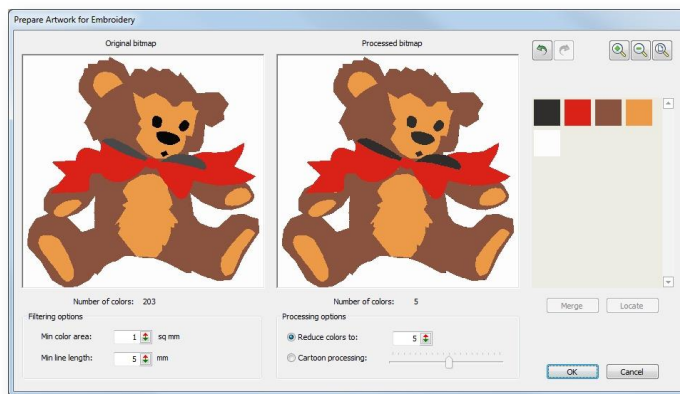 Prepare Artwork for Embroidery
Original bitmap
Processed bitmap
Number of colors: 203
Number of colors: 5
Filtering options
Min color area: 1 sq mm
Min line length: 5 mm
Processing options
Reduce colors to: 5
Cartoon processing:
Merge
Locate
OK
Cancel